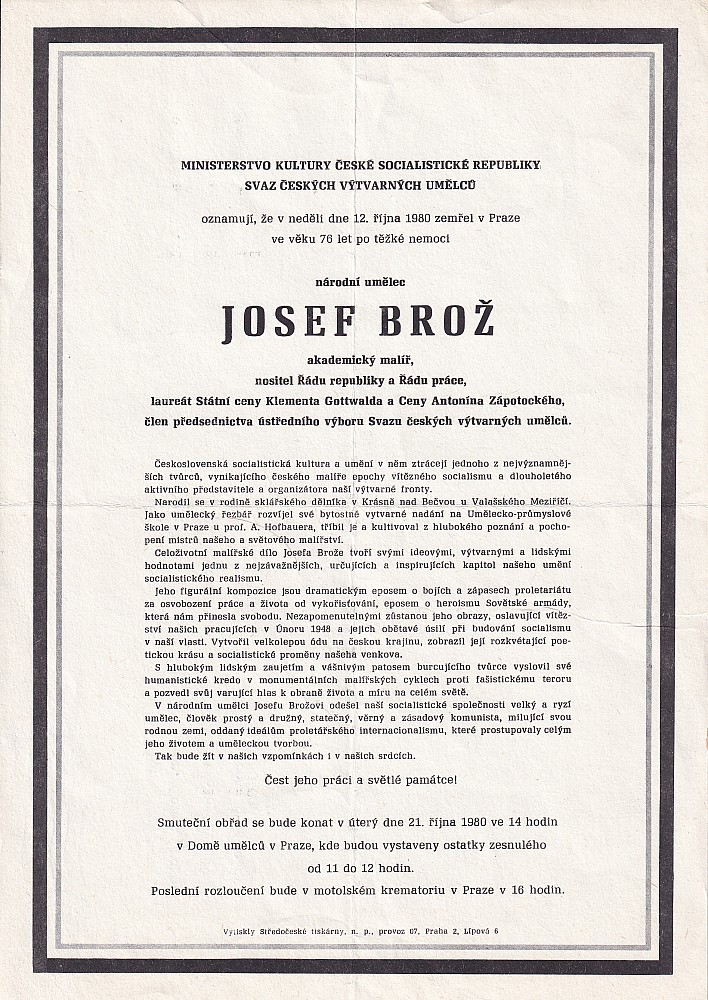 MINISTERSTVO KULTURY ČESKÉ SOCIALISTICKÉ REPUBLIKY
SVAZ ČESKÝCH VÝTVARNÝCH UMĚLCŮ
oznamují, že v neděli dne 12. října 1980 zemřel v Praze
ve věku 76 let po těžké nemoci
národní umělec
JOSEF BROŽ
akademický malíř,
nositel Řádu republiky a Řádu práce,
laureát Státní ceny Klementa Gottwalda a Ceny Antonína Zápotockého,
člen předsednictva ústředního výboru Svazu českých výtvarných umělců.
Československá socialistická kultura a umění v něm ztrácejí jednoho z nejvýznamněj-
ších tvůrců, vynikajícího českého malíře epochy vítězného socialismu a dlouholetého
aktivního představitele a organizátora naší výtvarné fronty.
Narodil se v rodině sklářského dělníka v Krásně nad Bečvou u Valašského Meziříčí.
Jako umělecký řezbář rozvíjel své bytostné vytvarné nadání na Umělecko-průmyslové
škole v Praze u prof. A. Hofbauera, tříbil je a kultivoval z hlubokého poznání a pocho-
pení mistrů našeho a světového malířství.
Celoživotní malířské dílo Josefa Brože tvoří svými ideovými, výtvarnými a lidskými
hodnotami jednu z nejzávažnějších, určujících a inspirujících kapitol našeho umění
socialistického realismu.
Jeho figurální kompozice jsou dramatickým eposem o bojích a zápasech proletariátu
za osvobození práce a života od vykořisťování, eposem o heroismu Sovětské armády,
která nám přinesla svobodu. Nezapomenutelnými zůstanou jeho obrazy, oslavující vítěz-
ství našich pracujících v Únoru 1948 a jejich obětavé úsilí při budování socialismu
v naší vlasti. Vytvořil velkolepou ódu na českou krajinu, zobrazil její rozkvétající poe-
tickou krásu a socialistické proměny našeho venkova.
S hlubokým lidským zaujetím a vášnivým patosem burcujícího tvůrce vyslovil své
humanistické kredo v monumentálních malířských cyklech proti fašistickému teroru
a pozvedl svůj varující hlas k obraně života a míru na celém světě.
V národním umělci Josefu Brožovi odešel naší socialistické společnosti velký a ryzí
umělec, člověk prostý a družný, statečný, věrný a zásadový komunista, milující svou
rodnou zemi, oddaný ideálům proletářského internacionalismu, které prostupovaly celým
jeho životem a uměleckou tvorbou.
Tak bude žít v našich vzpomínkách i v našich srdcích.
Čest jeho práci a světlé památce!
Smuteční obřad se bude konat v úterý dne 21. října 1980 ve 14 hodin
v Domě umělců v Praze, kde budou vystaveny ostatky zesnulého
od 11 do 12 hodin.
Poslední rozloučení bude v motolském krematoriu v Praze v 16 hodin.
Vytiskly Středočeské tiskárny, n. p., provoz 07, Praha 2, Lípová 6